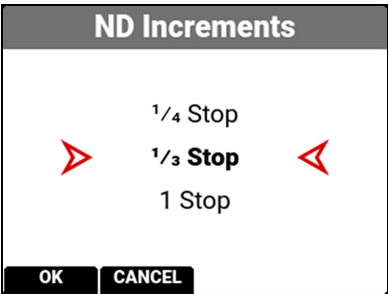 ND Increments
¹/₄ Stop
¹/₃ Stop
1 Stop
OK CANCEL